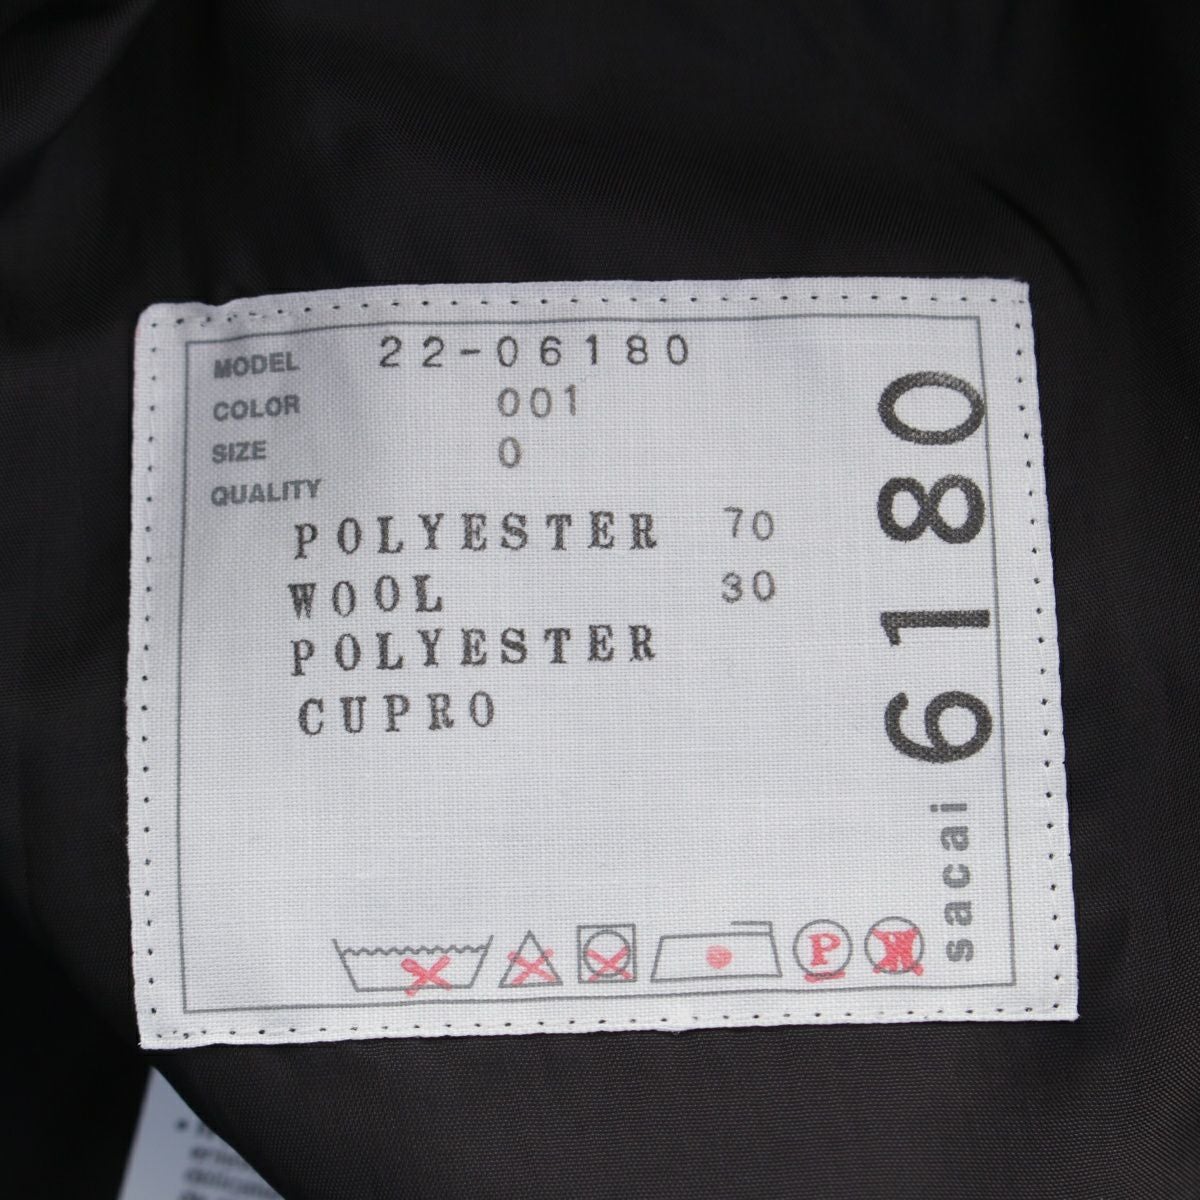 MODEL 22-06180
COLOR 001
SIZE 0
QUALITY
POLYESTER 70
WOOL 30
POLYESTER
CUPRO
sacai 6180
P
W